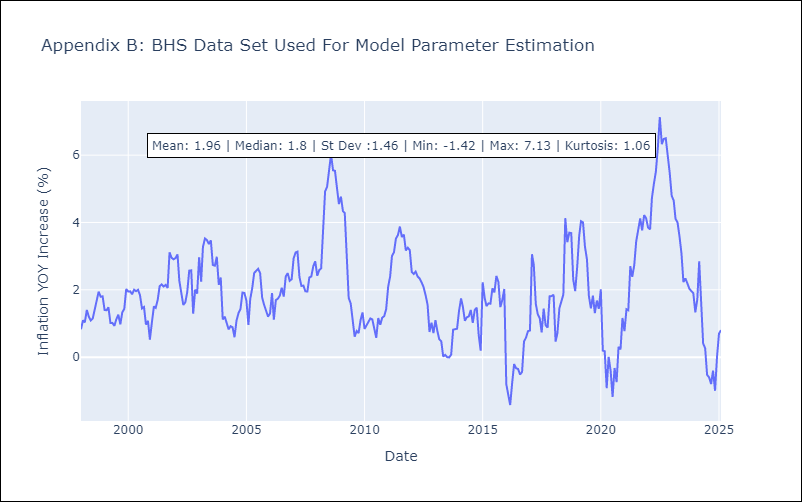 Appendix B: BHS Data Set Used For Model Parameter Estimation
Mean: 1.96 | Median: 1.8 | St Dev :1.46 | Min: -1.42 | Max: 7.13 | Kurtosis: 1.06
Inflation YOY Increase (%)
6
4
2
0
2000
2005
2010
2015
2020
2025
Date